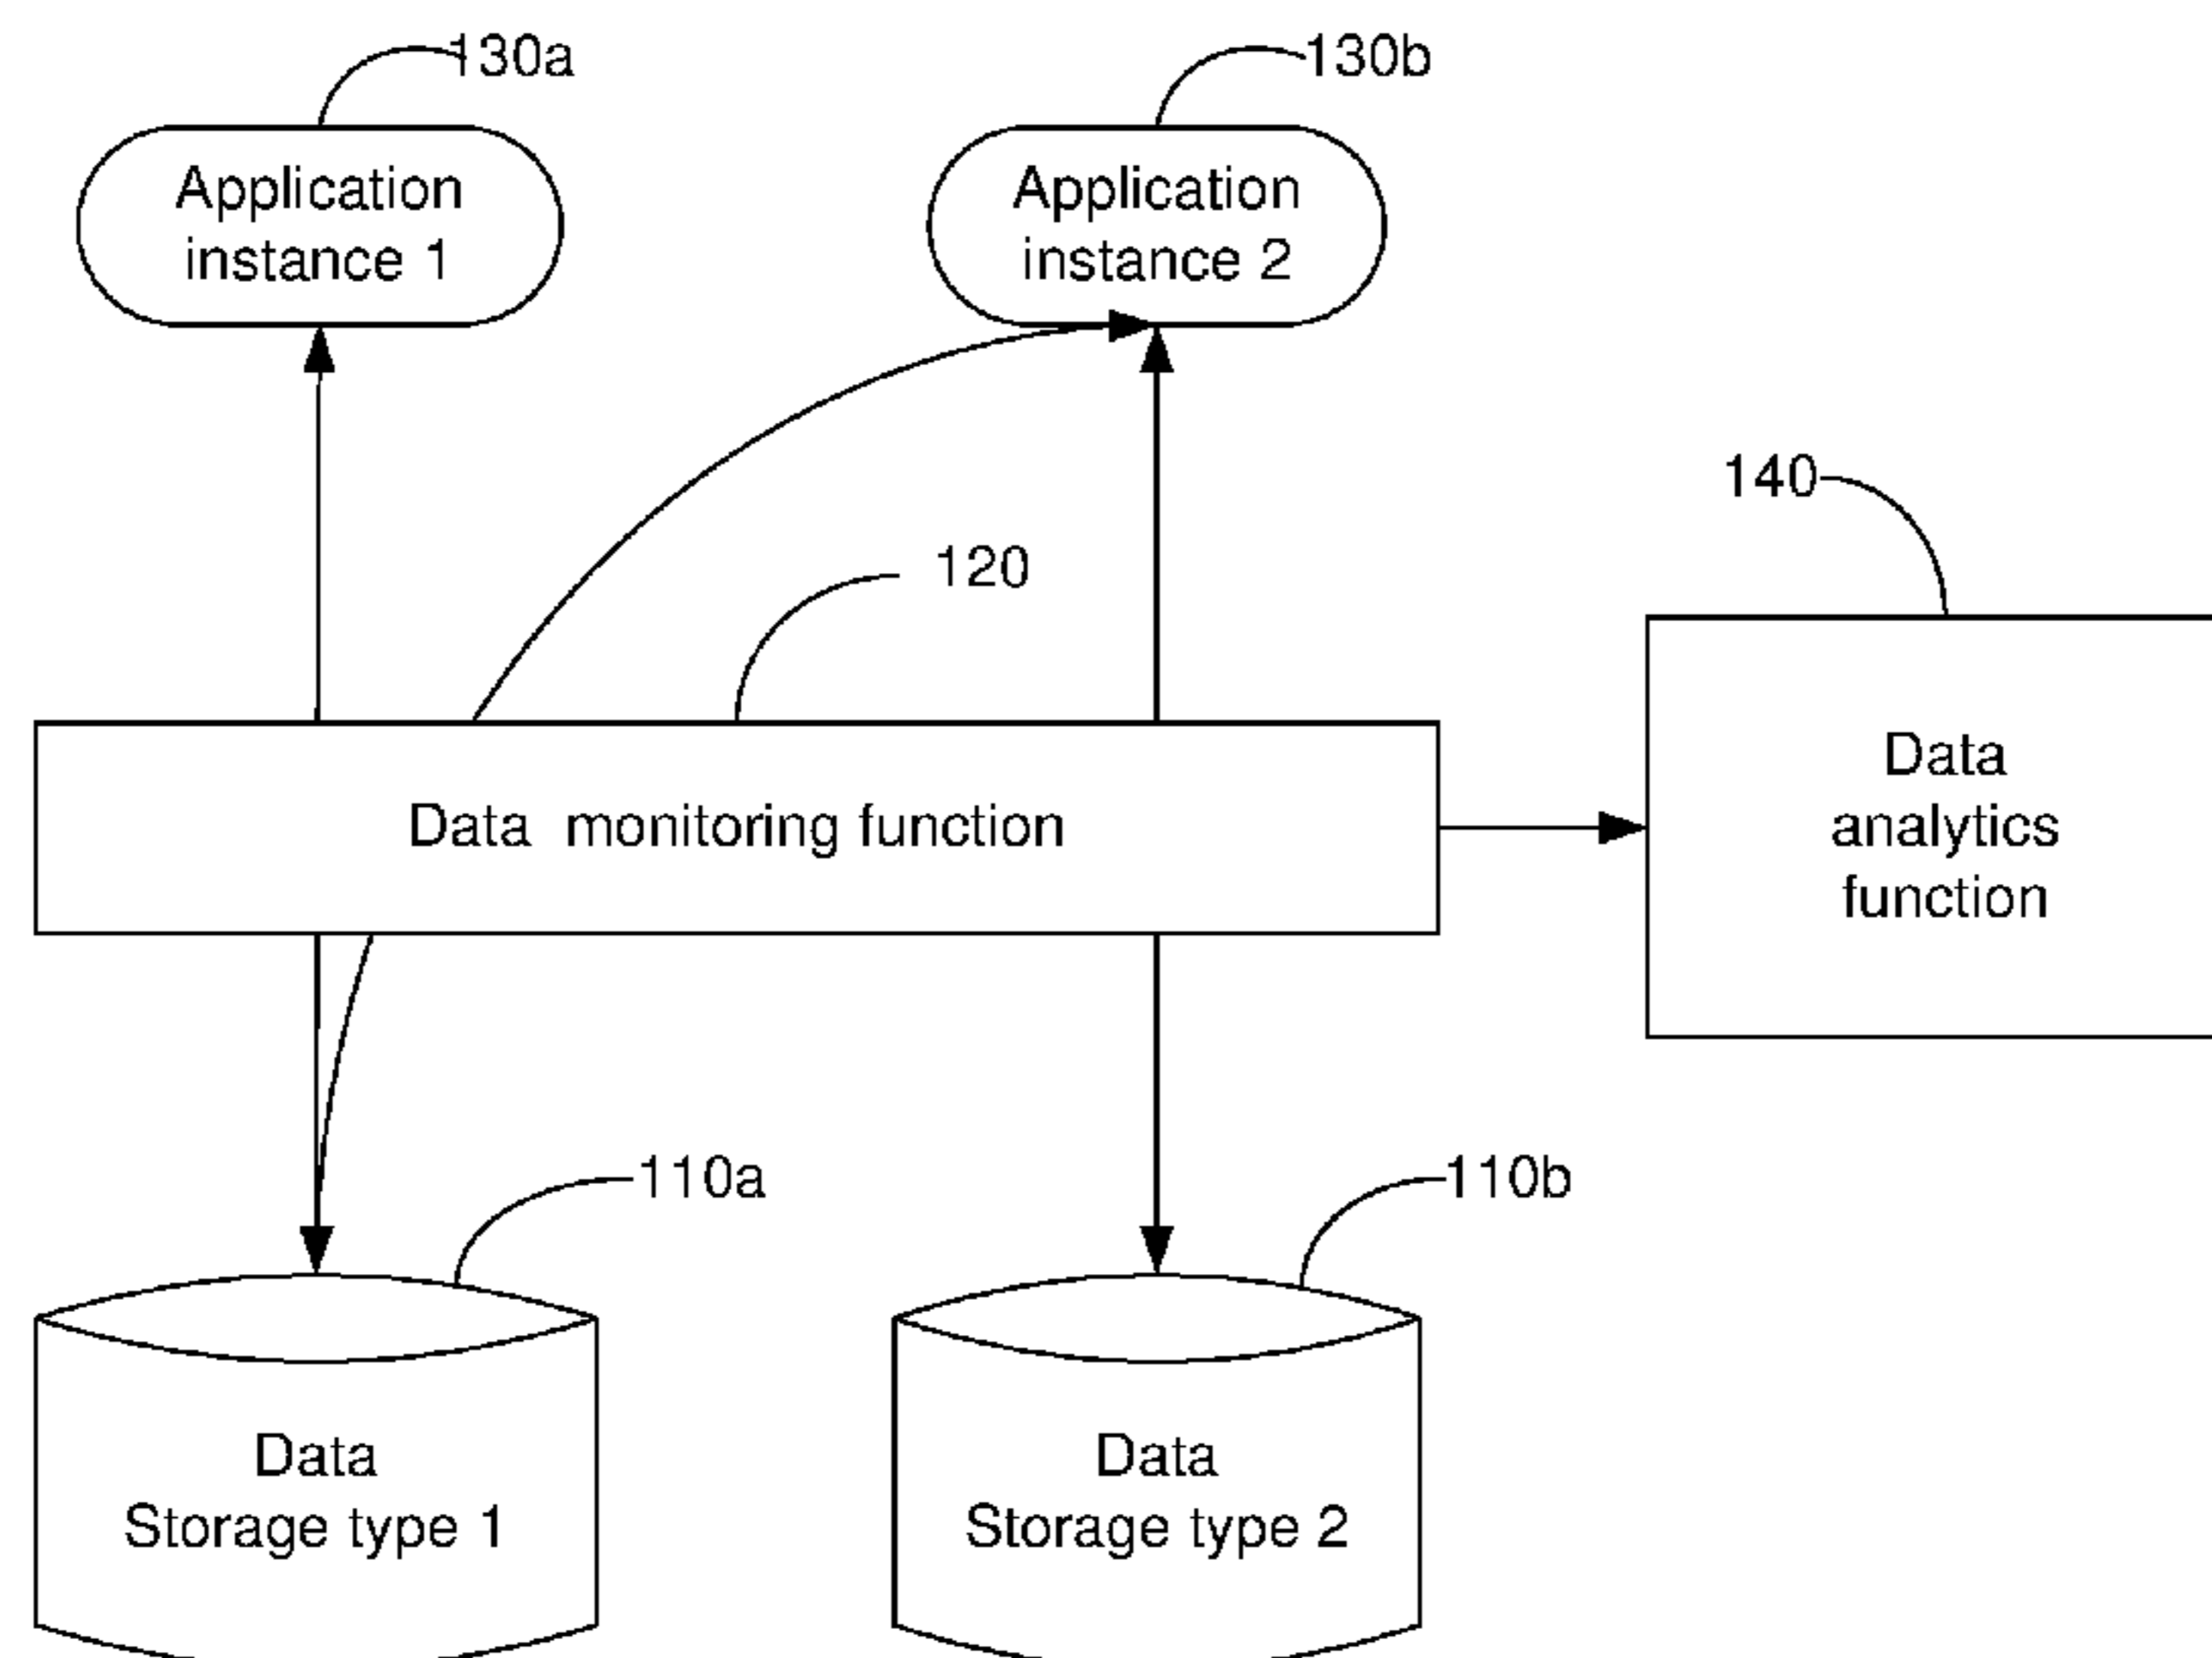 130a
130b
Application
instance 1
Application
instance 2
140
120
Data monitoring function
Data
analytics
function
110a
110b
Data
Storage type 1
Data
Storage type 2